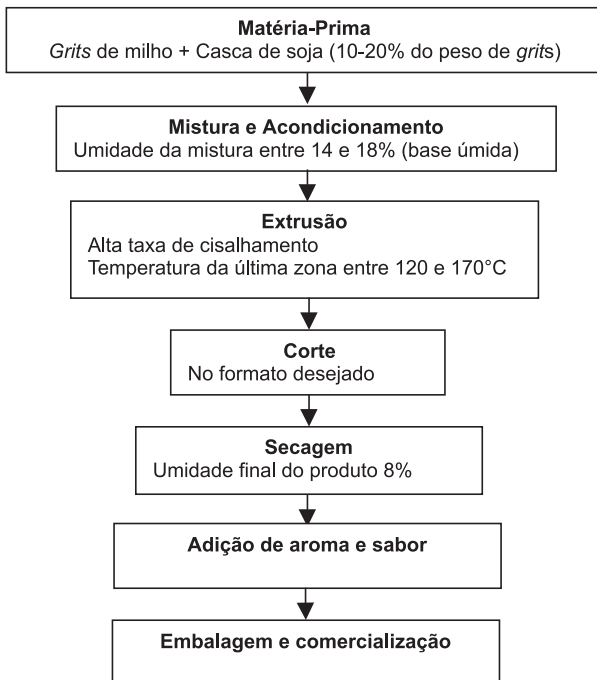 Matéria-Prima
Grits de milho + Casca de soja (10-20% do peso de grits)
Mistura e Acondicionamento
Umidade da mistura entre 14 e 18% (base úmida)
Extrusão
Alta taxa de cisalhamento
Temperatura da última zona entre 120 e 170°C
Corte
No formato desejado
Secagem
Umidade final do produto 8%
Adição de aroma e sabor
Embalagem e comercialização